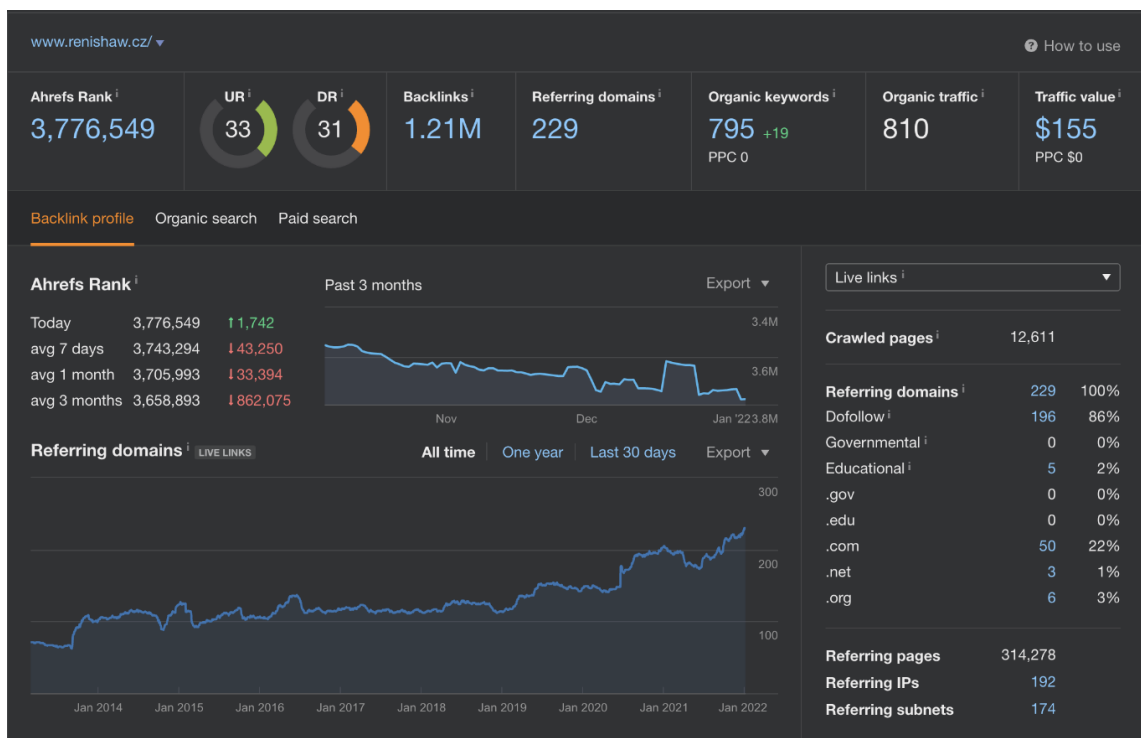 www.renishaw.cz/
How to use
Ahrefs Rank UR DR Backlinks Referring domains Organic keywords Organic traffic Traffic value
3,776,549 33 31 1.21M 229 795 +19 810 $155
PPC 0 PPC $0
Backlink profile Organic search Paid search
Ahrefs Rank
Past 3 months Export
Today 3,776,549 ↑1,742
avg 7 days 3,743,294 ↓43,250
avg 1 month 3,705,993 ↓33,394
avg 3 months 3,658,893 ↓862,075
3.4M
3.6M
Nov Dec Jan '22 3.8M
Referring domains LIVE LINKS All time One year Last 30 days Export
300
200
100
Jan 2014 Jan 2015 Jan 2016 Jan 2017 Jan 2018 Jan 2019 Jan 2020 Jan 2021 Jan 2022
Live links
Crawled pages 12,611
Referring domains 229 100%
Dofollow 196 86%
Governmental 0 0%
Educational 5 2%
.gov 0 0%
.edu 0 0%
.com 50 22%
.net 3 1%
.org 6 3%
Referring pages 314,278
Referring IPs 192
Referring subnets 174